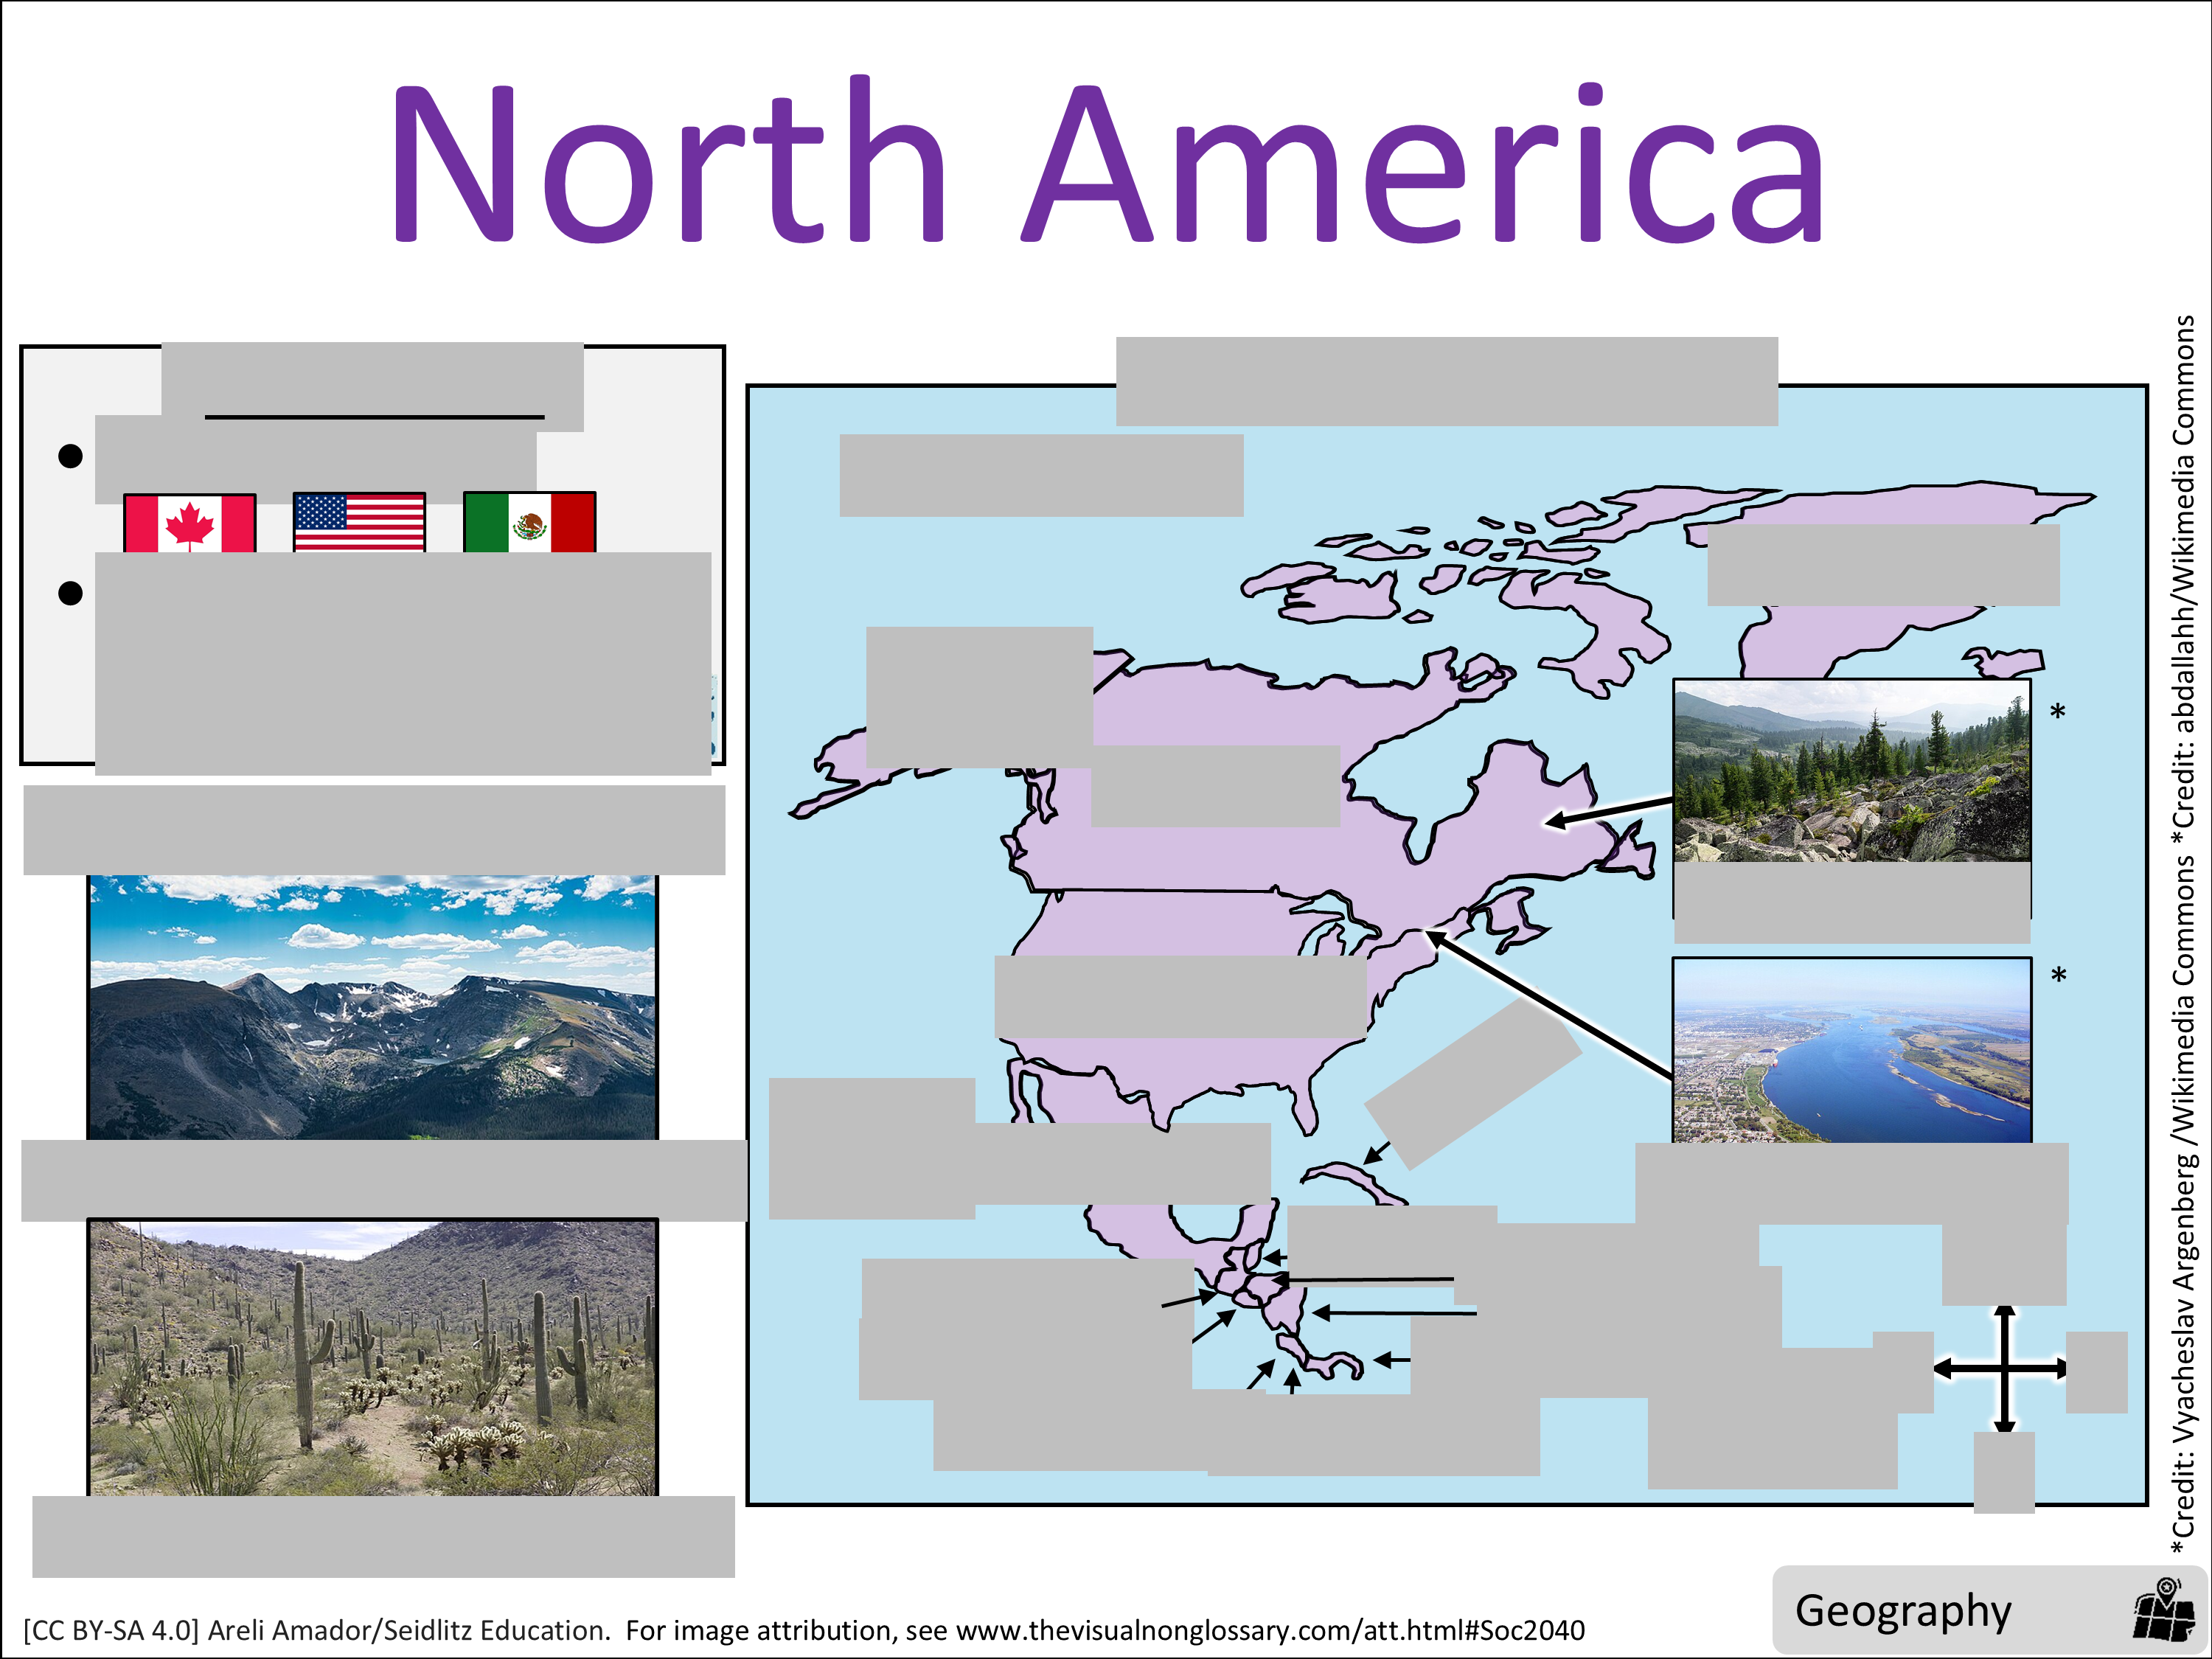 North America
*
*
*Credit: Vyacheslav Argenberg /Wikimedia Commons *Credit: abdallahh/Wikimedia Commons
Geography
[CC BY-SA 4.0] Areli Amador/Seidlitz Education. For image attribution, see www.thevisualnonglossary.com/att.html#Soc2040